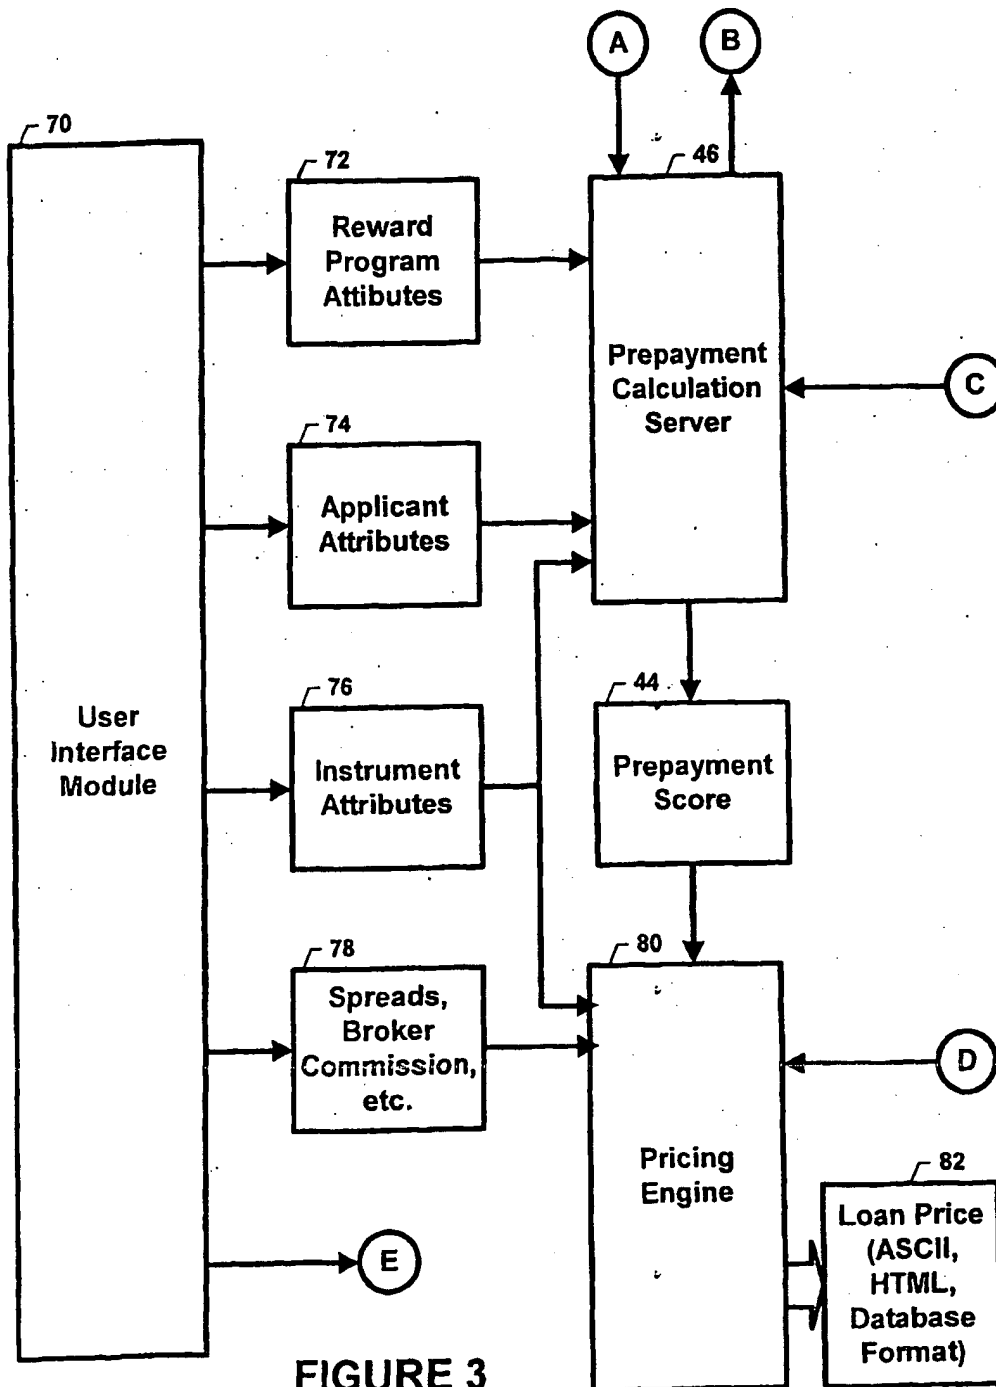 A
B
70
72
46
Reward
Program
Attibutes
Prepayment
Calculation
Server
C
74
Applicant
Attributes
76
44
User
Interface
Module
Instrument
Attributes
Prepayment
Score
78
80
Spreads,
Broker
Commission,
etc.
D
Pricing
Engine
82
Loan Price
(ASCII,
HTML,
Database
Format)
E
FIGURE 3